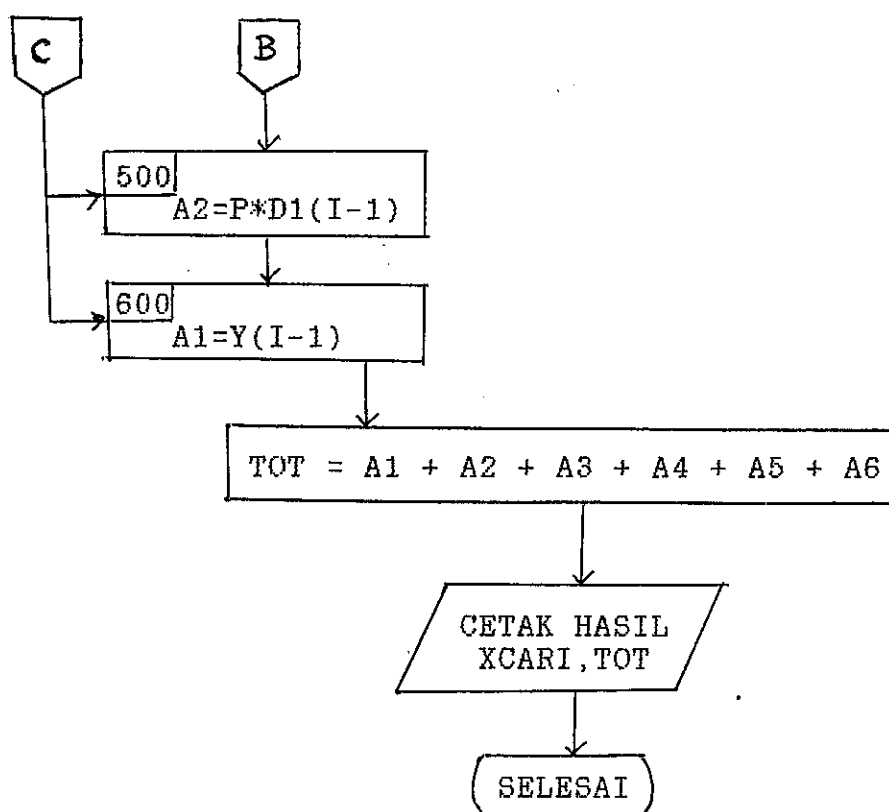 C
B
500
A2=P*D1(I-1)
600
A1=Y(I-1)
TOT = A1 + A2 + A3 + A4 + A5 + A6
CETAK HASIL
XCARI,TOT
SELESAI